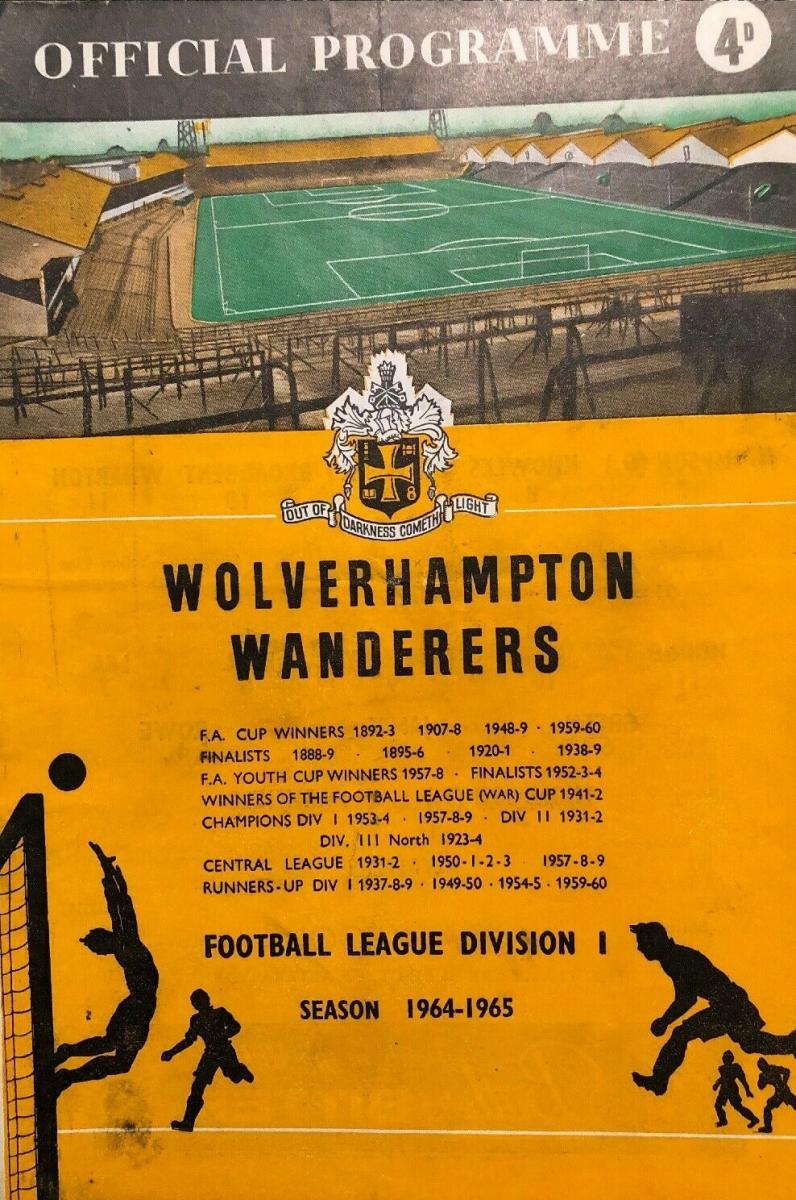 OFFICIAL PROGRAMME 4D
OUT OF DARKNESS COMETH LIGHT
WOLVERHAMPTON
WANDERERS
F.A. CUP WINNERS 1892-3 1907-8 1948-9 · 1959-60
FINALISTS 1888-9 · 1895-6 · 1920-1 · 1938-9
F.A. YOUTH CUP WINNERS 1957-8 · FINALISTS 1952-3-4
WINNERS OF THE FOOTBALL LEAGUE (WAR) CUP 1941-2
CHAMPIONS DIV I 1953-4 · 1957-8-9 · DIV II 1931-2
DIV. III North 1923-4
CENTRAL LEAGUE 1931-2 · 1950-1-2-3 · 1957-8-9
RUNNERS-UP DIV I 1937-8-9 · 1949-50 · 1954-5 · 1959-60
FOOTBALL LEAGUE DIVISION I
SEASON 1964-1965